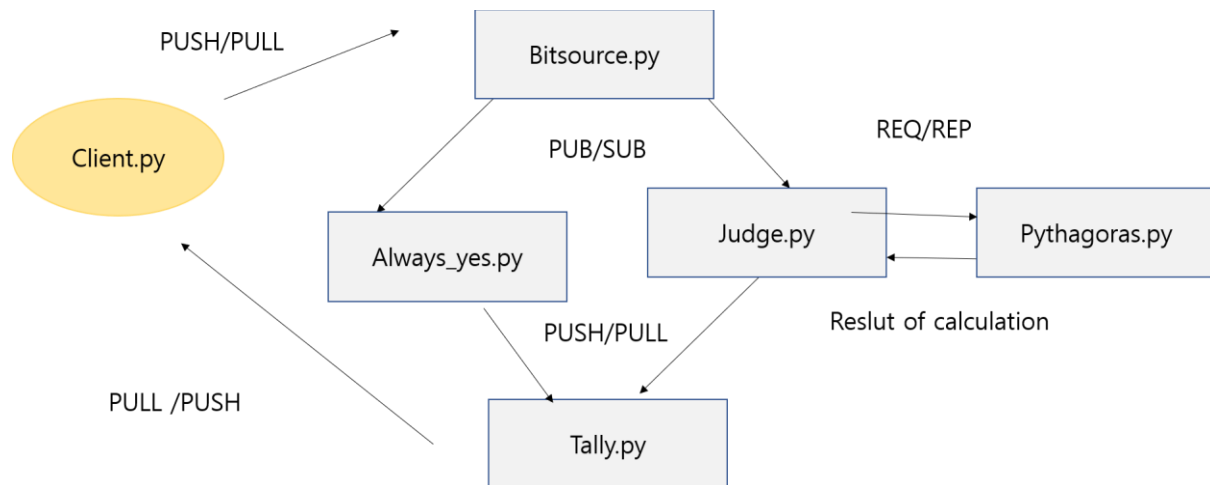 PUSH/PULL
Bitsource.py
Client.py
PUB/SUB
REQ/REP
Always_yes.py
Judge.py
Pythagoras.py
PUSH/PULL
Reslut of calculation
PULL /PUSH
Tally.py